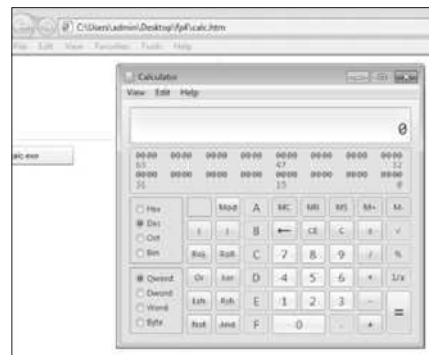 C:\Users\admin\Desktop\fpf\calc.htm
File Edit View Favorites Tools Help
Calculator
View Edit Help
0
0000 0000 0000 0000 0000 0000 0000 0000
63 47 32
0000 0000 0000 0000 0000 0000 0000 0000
31 15 0
calc.exe
Hex Mod A MC MR MS M+ M-
Dec
Oct ( ) B ← CE C ± √
Bin RoL RoR C 7 8 9 / %
Qword Or Xor D 4 5 6 * 1/x
Dword
Word Lsh Rsh E 1 2 3 - =
Byte Not And F 0 . +